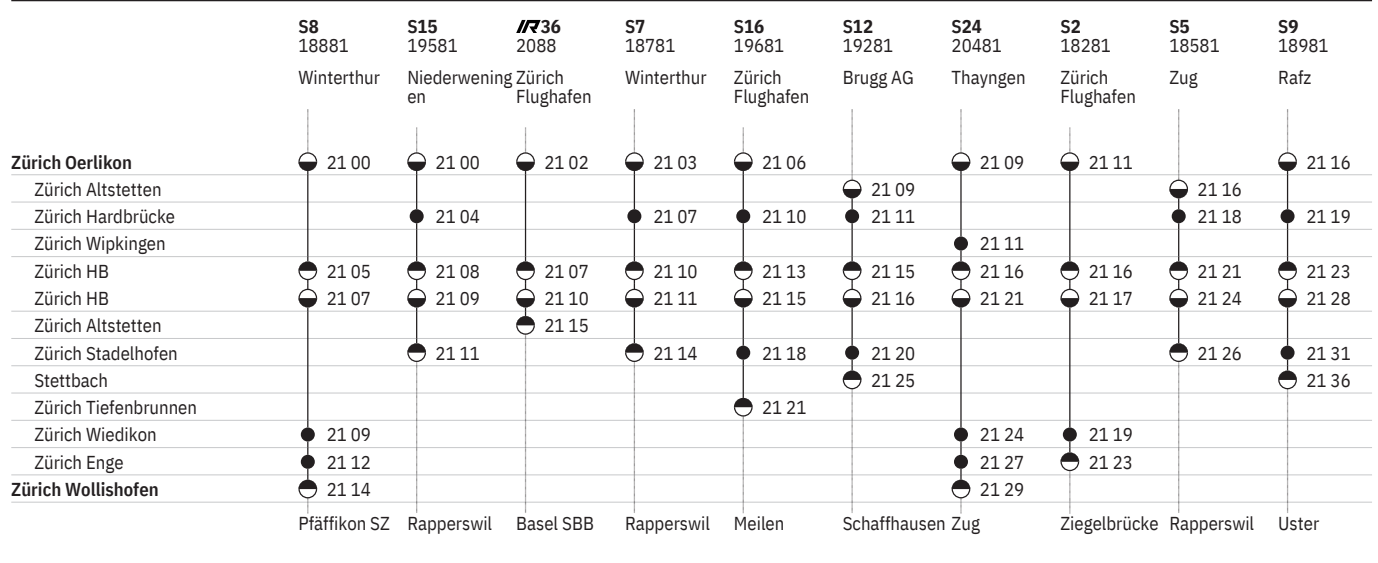 S8 S15 IR36 S7 S16 S12 S24 S2 S5 S9
18881 19581 2088 18781 19681 19281 20481 18281 18581 18981
Winterthur Niederwening Zürich Winterthur Zürich Brugg AG Thayngen Zürich Zug Rafz
en Flughafen Flughafen Flughafen
Zürich Oerlikon 21 00 21 00 21 02 21 03 21 06 21 09 21 11 21 16
Zürich Altstetten 21 09 21 16
Zürich Hardbrücke 21 04 21 07 21 10 21 11 21 18 21 19
Zürich Wipkingen 21 11
Zürich HB 21 05 21 08 21 07 21 10 21 13 21 15 21 16 21 16 21 21 21 23
Zürich HB 21 07 21 09 21 10 21 11 21 15 21 16 21 21 21 17 21 24 21 28
Zürich Altstetten 21 15
Zürich Stadelhofen 21 11 21 14 21 18 21 20 21 26 21 31
Stettbach 21 25 21 36
Zürich Tiefenbrunnen 21 21
Zürich Wiedikon 21 09 21 24 21 19
Zürich Enge 21 12 21 27 21 23
Zürich Wollishofen 21 14 21 29
Pfäffikon SZ Rapperswil Basel SBB Rapperswil Meilen Schaffhausen Zug Ziegelbrücke Rapperswil Uster